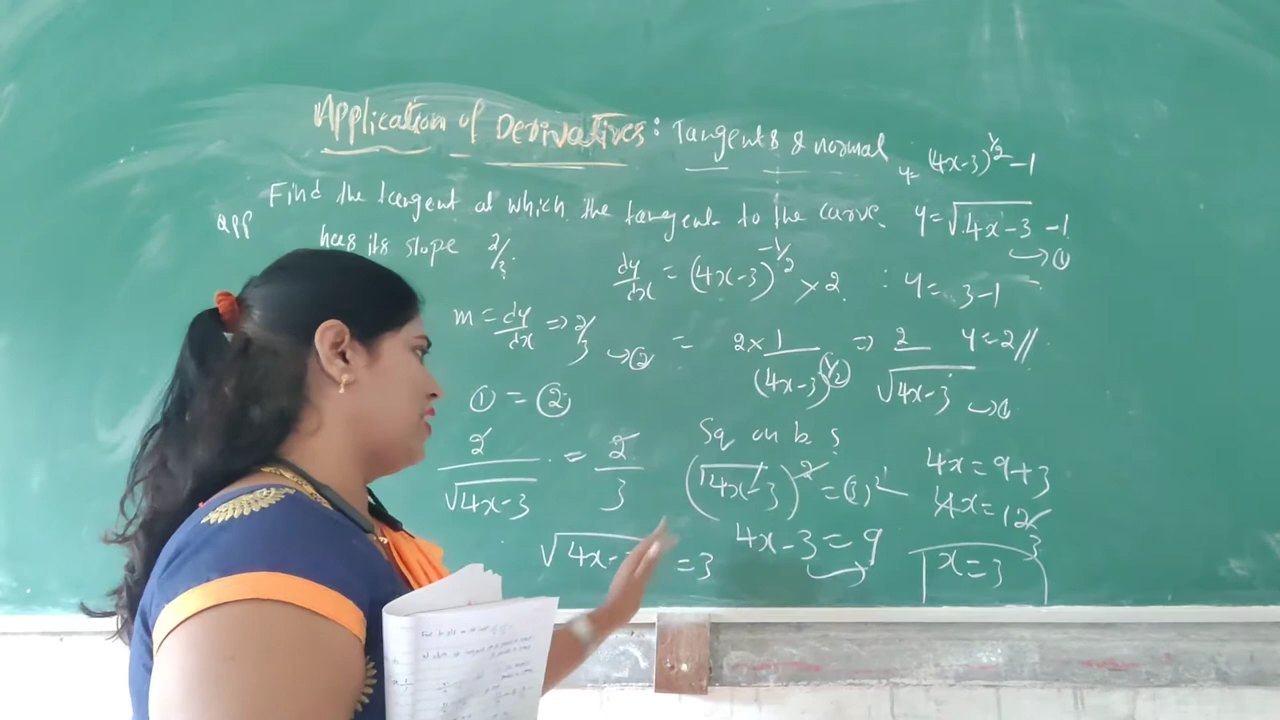 Application of Derivatives: Tangents & normal
y= (4x-3)^1/2 -1
Find the tangent at which the tangent to the curve y = √4x-3 -1
app has its slope 2/3 → ①
dy/dx = (4x-3)^-1/2 × 2 : y = 3-1
m = dy/dx => 2/3 → ②
= 2 × 1/(4x-3)^1/2 => 2/√4x-3 → ①
y = 2//
① = ②
2/√4x-3 = 2/3
Sq on b s
(√4x-3)^2 = (3)^2
4x = 9+3
4x = 12
3
√4x- = 3
4x-3 = 9
x = 3